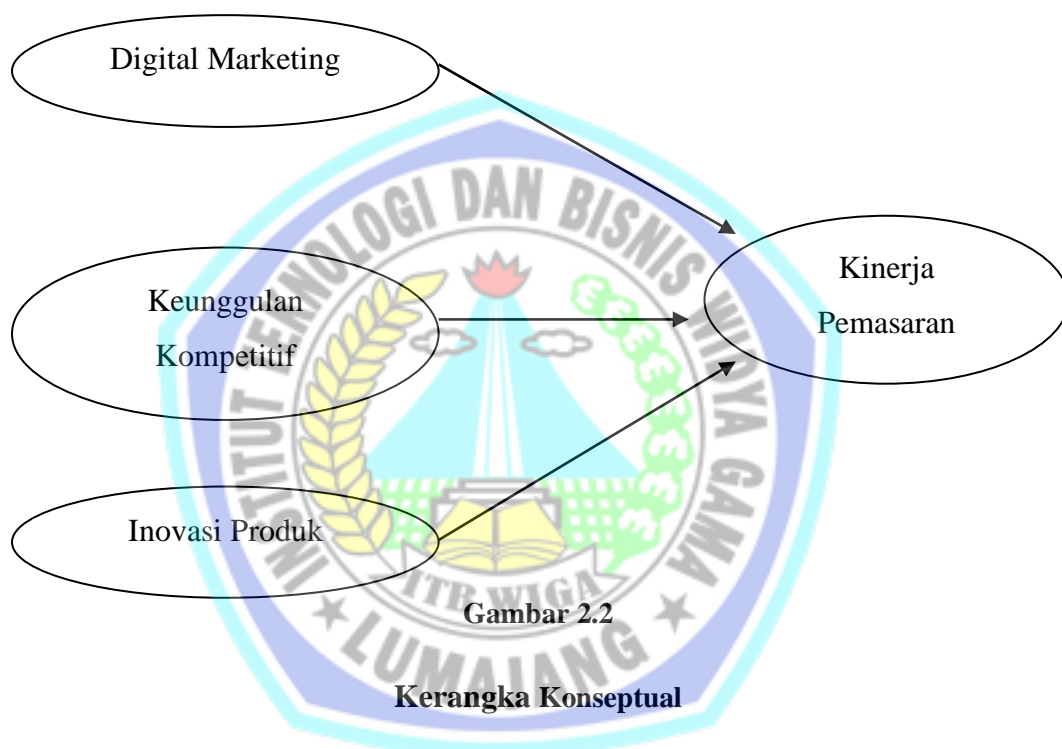 Digital Marketing
INSTITUT TEKNOLOGI DAN BISNIS WIDYA GAMA
Keunggulan
Kompetitif
Kinerja
Pemasaran
Inovasi Produk
ITB WIGA
LUMAJANG
Gambar 2.2
Kerangka Konseptual